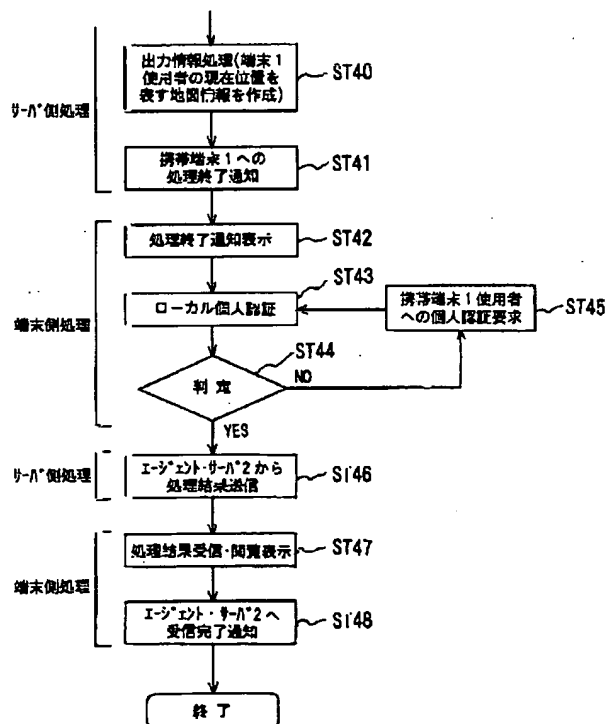 出力情報処理(端末1
使用者の現在位置を
表す地図情報を作成)
ST40
サーバ側処理
携帯端末1への
処理終了通知
ST41
処理終了通知表示
ST42
ST43
ローカル個人認証
携帯端末1使用者
への個人認証要求
ST45
端末側処理
ST44
判定
NO
YES
サーバ側処理
エージェント・サーバ2から
処理結果送信
ST46
処理結果受信・閲覧表示
ST47
端末側処理
エージェント・サーバ2へ
受信完了通知
ST48
終了